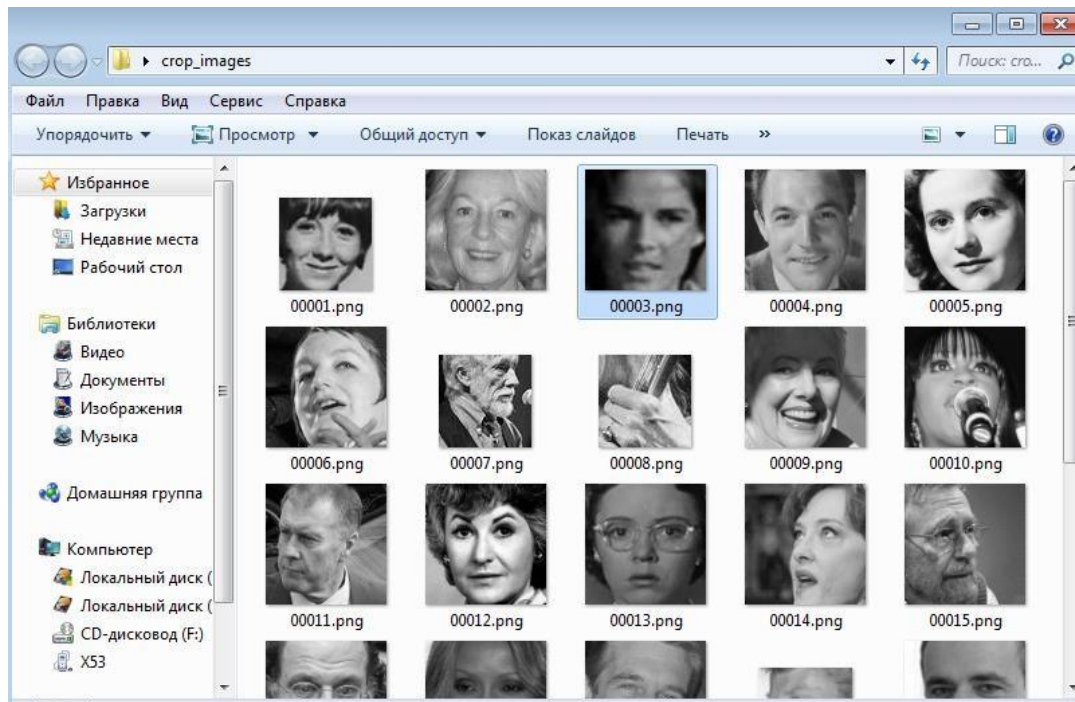 crop_images
Поиск: cro...
Файл Правка Вид Сервис Справка
Упорядочить Просмотр Общий доступ Показ слайдов Печать »
Избранное
Загрузки
Недавние места
Рабочий стол
Библиотеки
Видео
Документы
Изображения
Музыка
Домашняя группа
Компьютер
Локальный диск (
Локальный диск (
CD-дисковод (F:)
X53
00001.png 00002.png 00003.png 00004.png 00005.png
00006.png 00007.png 00008.png 00009.png 00010.png
00011.png 00012.png 00013.png 00014.png 00015.png